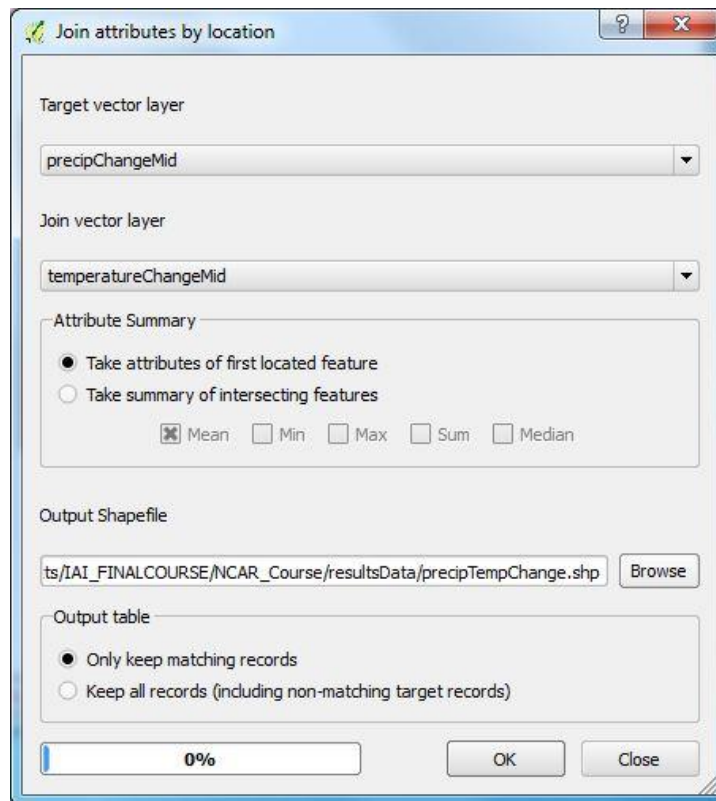 Join attributes by location
Target vector layer
precipChangeMid
Join vector layer
temperatureChangeMid
Attribute Summary
Take attributes of first located feature
Take summary of intersecting features
Mean Min Max Sum Median
Output Shapefile
ts/IAI_FINALCOURSE/NCAR_Course/resultsData/precipTempChange.shp Browse
Output table
Only keep matching records
Keep all records (including non-matching target records)
0% OK Close